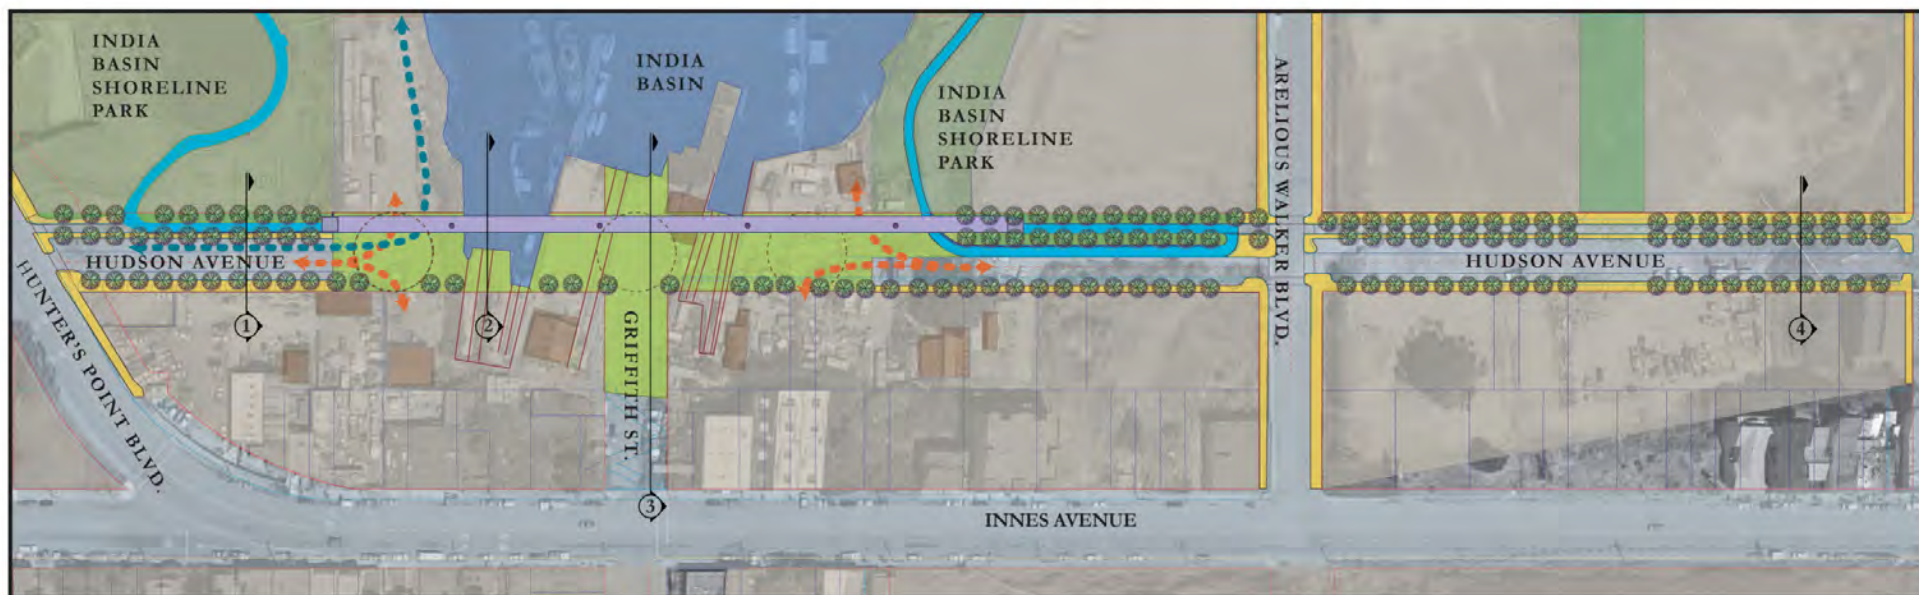 INDIA
BASIN
SHORELINE
PARK
INDIA
BASIN
INDIA
BASIN
SHORELINE
PARK
ARELIOUS WALKER BLVD.
HUDSON AVENUE
HUDSON AVENUE
HUNTER'S POINT BLVD.
GRIFFITH ST.
1
2
3
4
INNES AVENUE